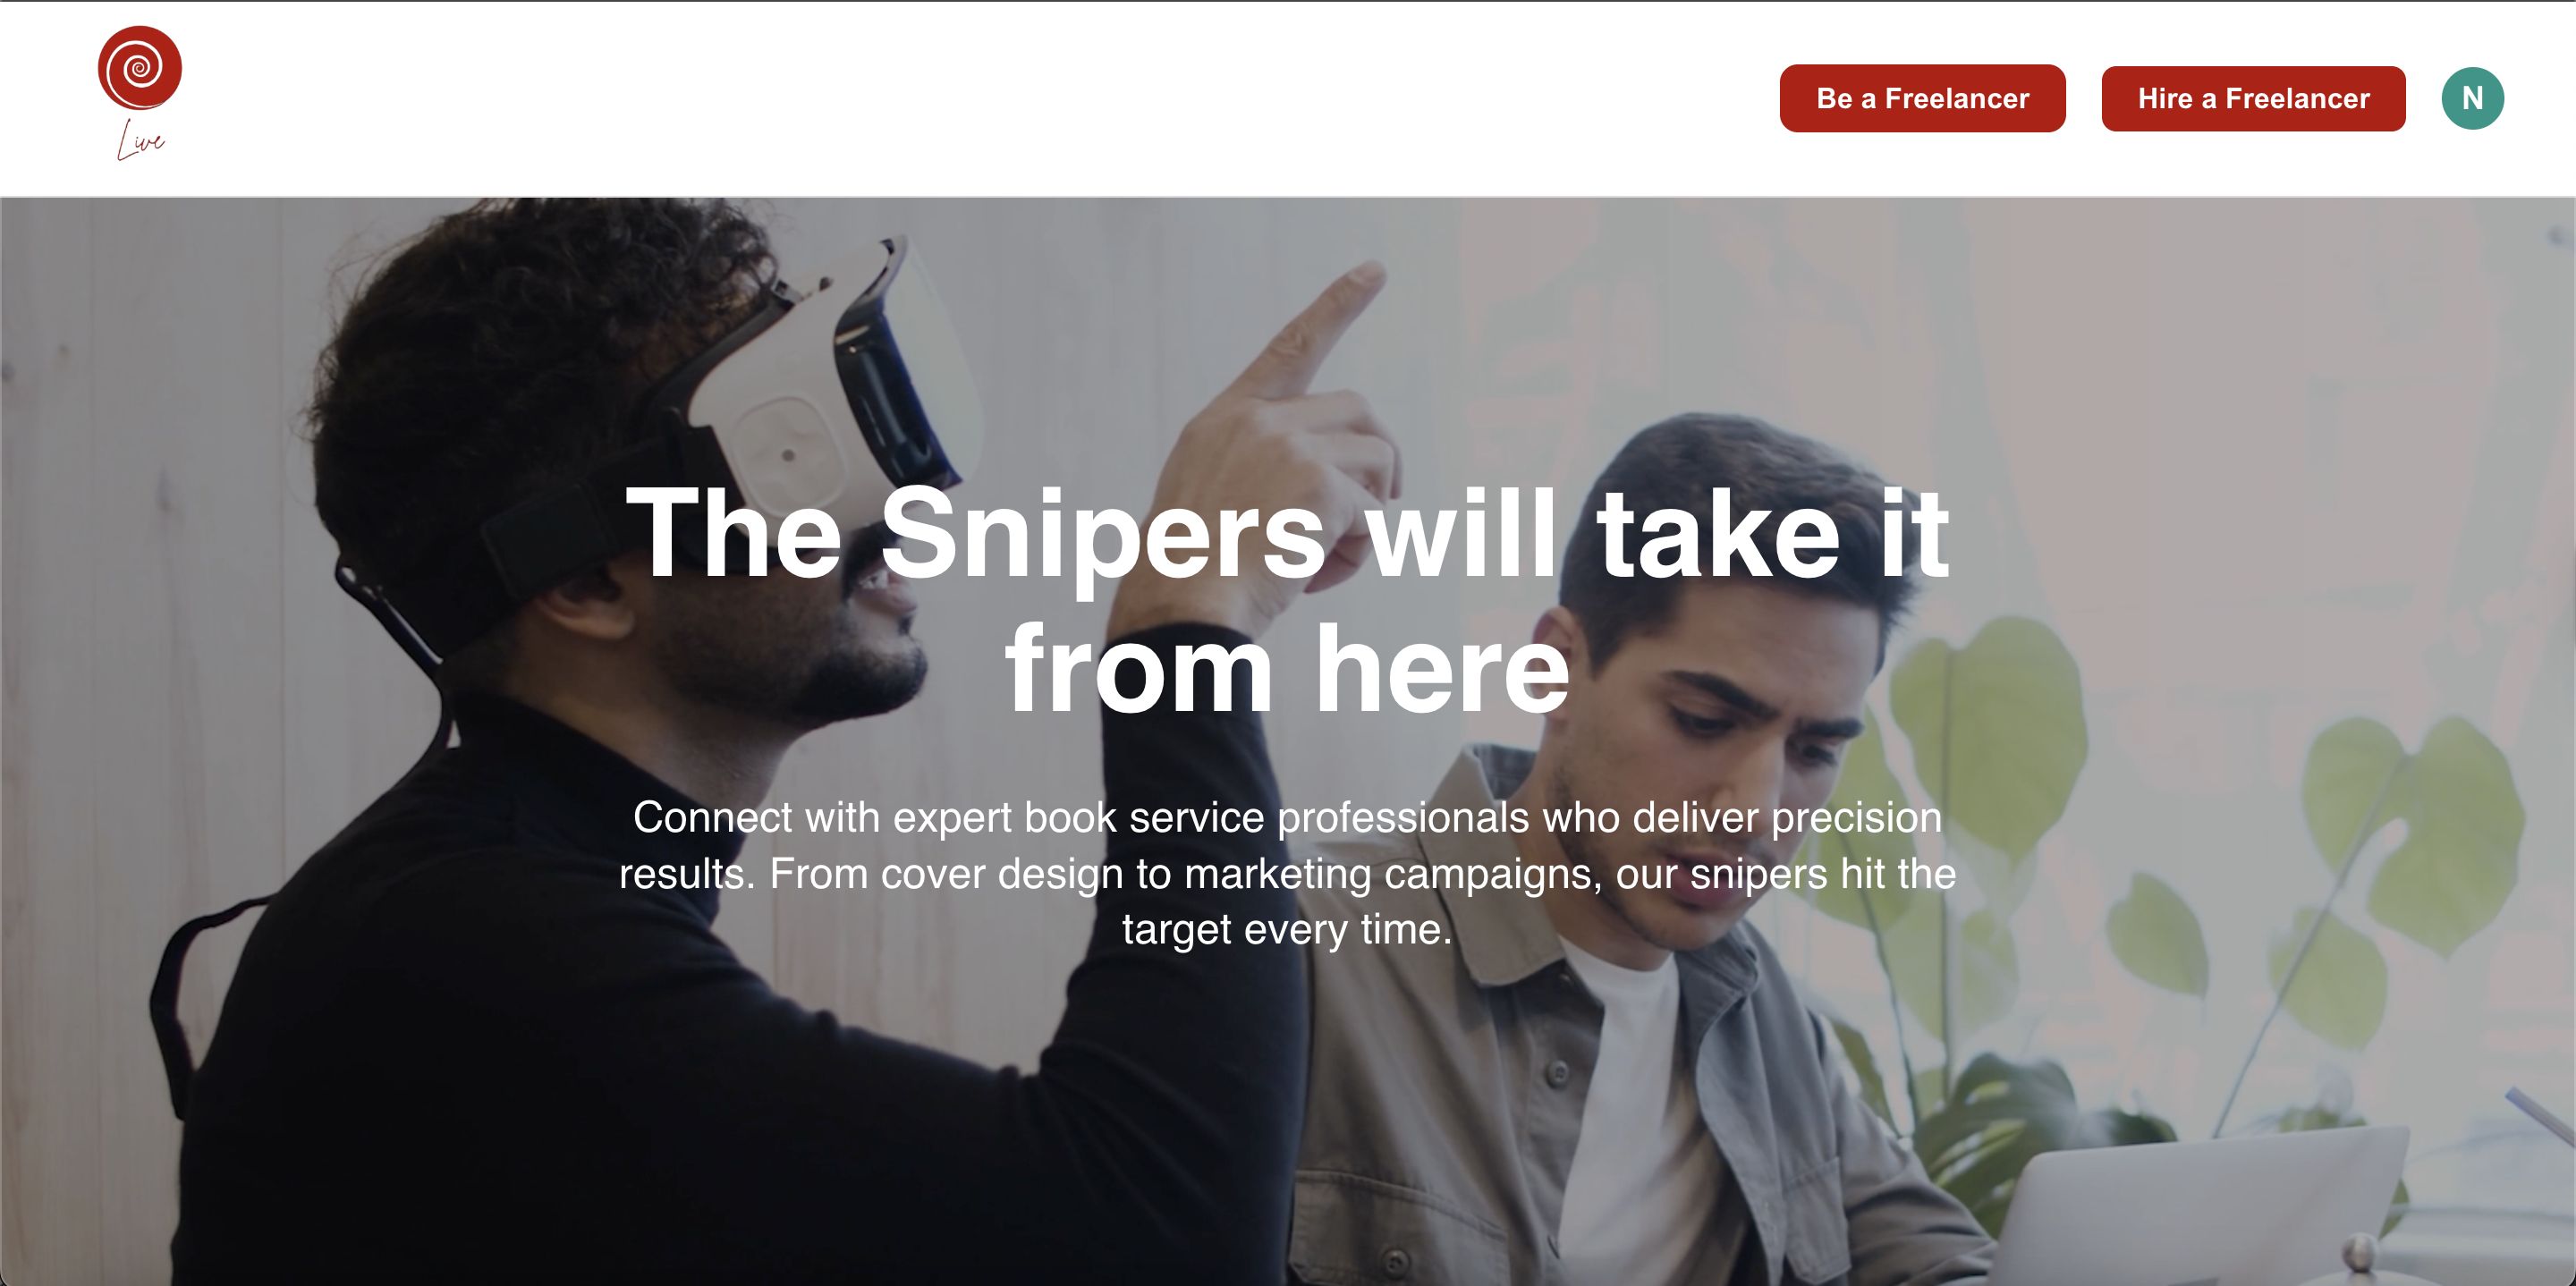 Live
Be a Freelancer
Hire a Freelancer
N
The Snipers will take it
from here
Connect with expert book service professionals who deliver precision
results. From cover design to marketing campaigns, our snipers hit the
target every time.